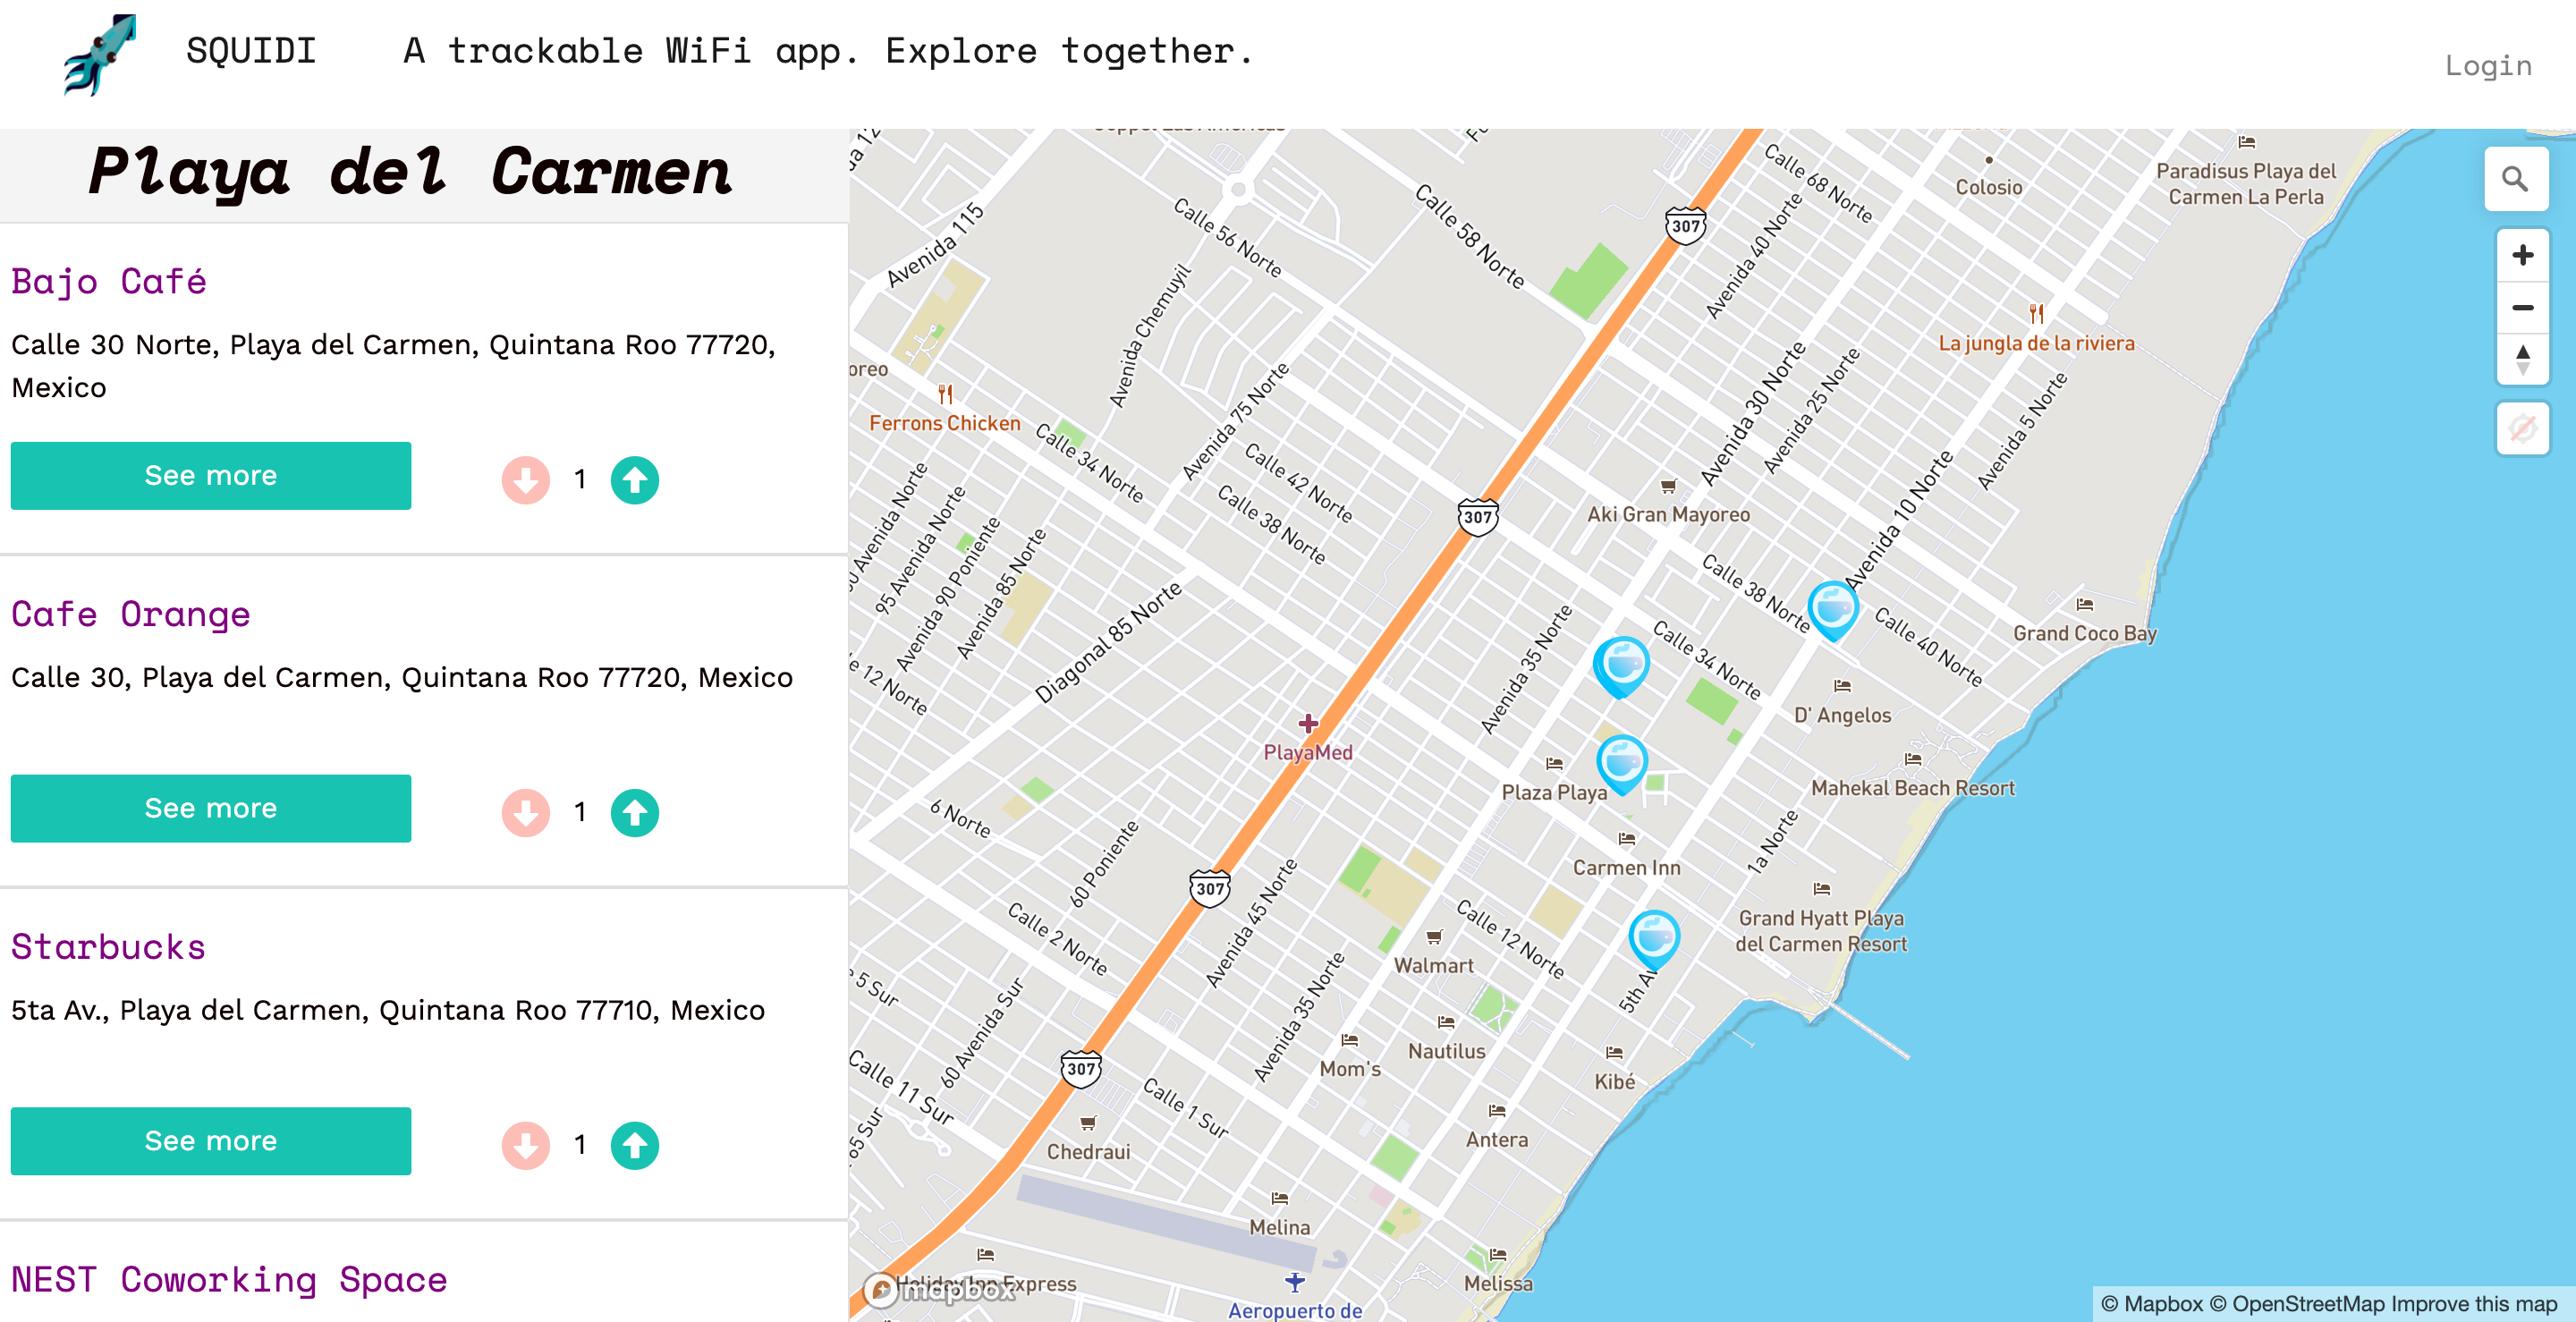 SQUIDI
A trackable WiFi app. Explore together.
Login
Playa del Carmen
Bajo Café
Calle 30 Norte, Playa del Carmen, Quintana Roo 77720,
Mexico
See more
1
Cafe Orange
Calle 30, Playa del Carmen, Quintana Roo 77720, Mexico
See more
1
Starbucks
5ta Av., Playa del Carmen, Quintana Roo 77710, Mexico
See more
1
NEST Coworking Space
Avenida 115
Calle 56 Norte
Calle 58 Norte
307
Calle 68 Norte
Colosio
Paradisus Playa del
Carmen La Perla
Avenida Chemuyil
Avenida 40 Norte
La jungla de la riviera
oreo
Ferrons Chicken
Avenida 75 Norte
Avenida 30 Norte
Avenida 25 Norte
Avenida 5 Norte
Calle 34 Norte
Calle 42 Norte
Calle 38 Norte
307
Aki Gran Mayoreo
Avenida 10 Norte
Avenida Norte
95 Avenida Norte
Avenida 90 Poniente
Avenida 85 Norte
Diagonal 85 Norte
Calle 38 Norte
Calle 40 Norte
Grand Coco Bay
e 12 Norte
Avenida 35 Norte
Calle 34 Norte
D' Angelos
PlayaMed
Plaza Playa
Mahekal Beach Resort
6 Norte
60 Poniente
Carmen Inn
1a Norte
307
Avenida 45 Norte
Grand Hyatt Playa
del Carmen Resort
Calle 2 Norte
Calle 12 Norte
Walmart
5th Av
e 5 Sur
60 Avenida Sur
Avenida 35 Norte
Nautilus
Mom's
Kibé
307
Calle 11 Sur
Calle 1 Sur
65 Sur
Chedraui
Antera
Melina
Holiday Inn Express
mapbox
Melissa
Aeropuerto de
© Mapbox © OpenStreetMap Improve this map